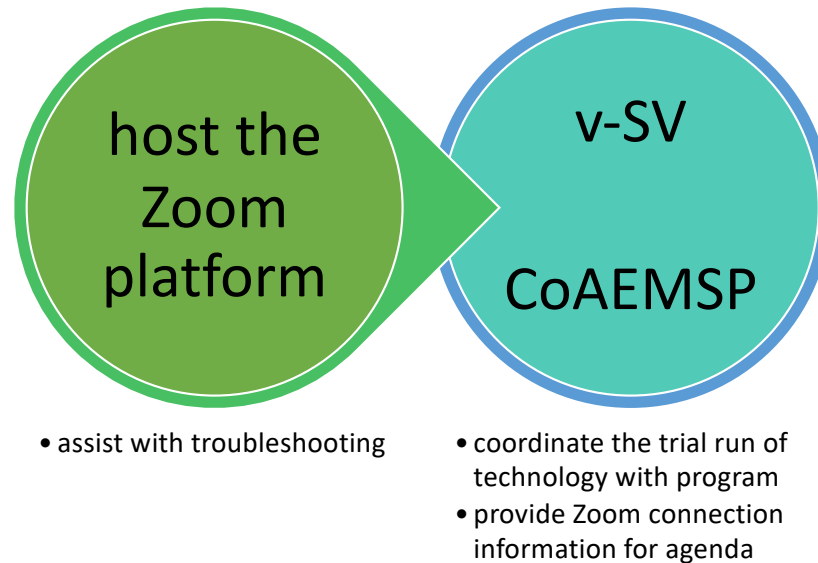 host the
Zoom
platform
v-SV
CoAEMSP
• assist with troubleshooting
• coordinate the trial run of
technology with program
• provide Zoom connection
information for agenda